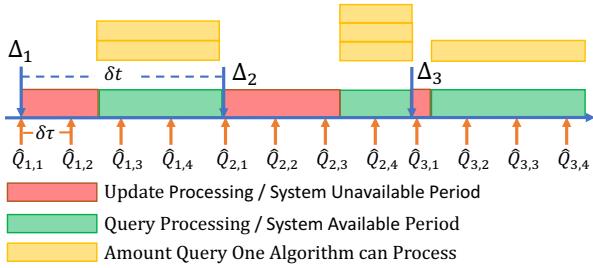 Δ₁ Δ₂ Δ₃
δt
δτ
Q̂₁,₁ Q̂₁,₂ Q̂₁,₃ Q̂₁,₄ Q̂₂,₁ Q̂₂,₂ Q̂₂,₃ Q̂₂,₄ Q̂₃,₁ Q̂₃,₂ Q̂₃,₃ Q̂₃,₄
Update Processing / System Unavailable Period
Query Processing / System Available Period
Amount Query One Algorithm can Process